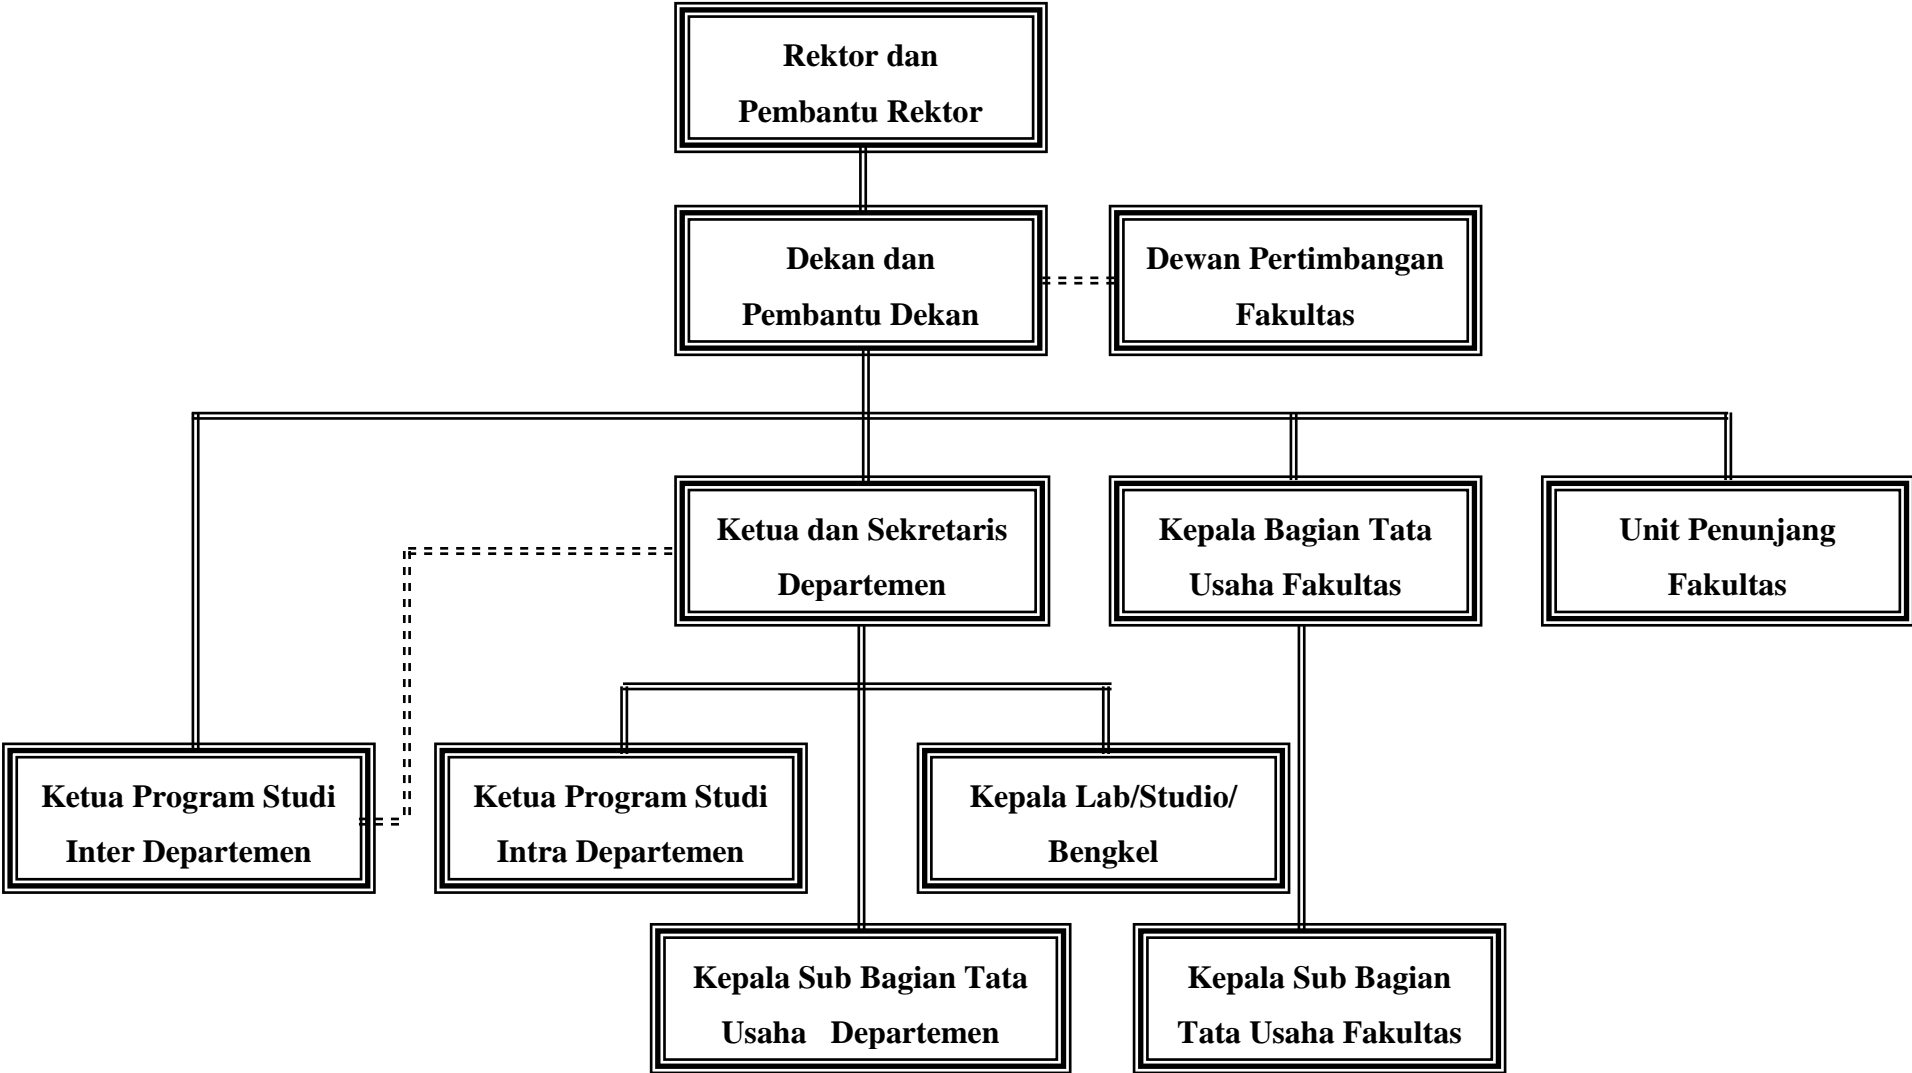 Rektor dan
Pembantu Rektor
Dekan dan
Pembantu Dekan
Dewan Pertimbangan
Fakultas
Ketua dan Sekretaris
Departemen
Kepala Bagian Tata
Usaha Fakultas
Unit Penunjang
Fakultas
Ketua Program Studi
Inter Departemen
Ketua Program Studi
Intra Departemen
Kepala Lab/Studio/
Bengkel
Kepala Sub Bagian Tata
Usaha Departemen
Kepala Sub Bagian
Tata Usaha Fakultas